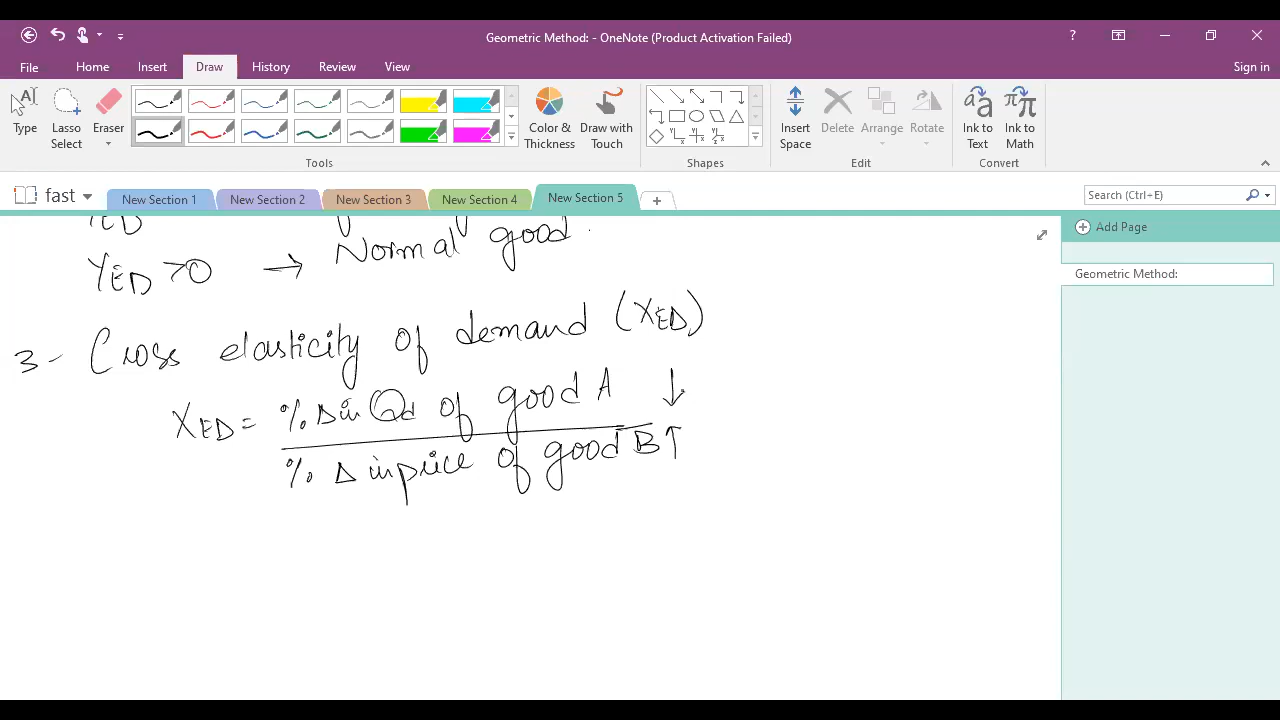 Geometric Method: - OneNote (Product Activation Failed)
?
File Home Insert Draw History Review View
Sign in
Type
Lasso Select
Eraser
Color & Thickness
Draw with Touch
Insert Space
Delete
Arrange
Rotate
Ink to Text
Ink to Math
Tools
Shapes
Edit
Convert
fast
New Section 1
New Section 2
New Section 3
New Section 4
New Section 5
Search (Ctrl+E)
Add Page
Geometric Method:
YED
YED >0 → Normal good.
3 - Cross elasticity of demand (XED)
XED = % Δ in Qd of good A ↓
% Δ in price of good B ↑